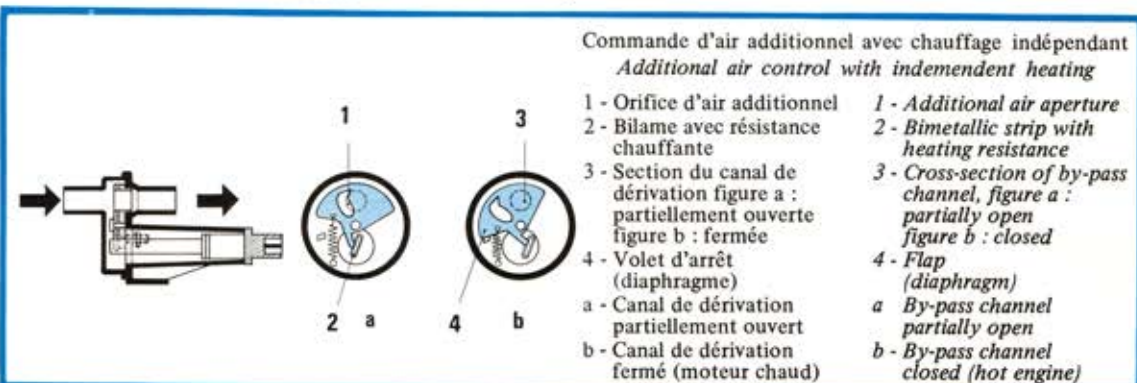 Commande d'air additionnel avec chauffage indépendant
Additional air control with indemendent heating
1 - Orifice d'air additionnel
2 - Bilame avec résistance
chauffante
3 - Section du canal de
dérivation figure a :
partiellement ouverte
figure b : fermée
4 - Volet d'arrêt
(diaphragme)
a - Canal de dérivation
partiellement ouvert
b - Canal de dérivation
fermé (moteur chaud)
1 - Additional air aperture
2 - Bimetallic strip with
heating resistance
3 - Cross-section of by-pass
channel, figure a :
partially open
figure b : closed
4 - Flap
(diaphragm)
a By-pass channel
partially open
b - By-pass channel
closed (hot engine)
1 3
2 a 4 b